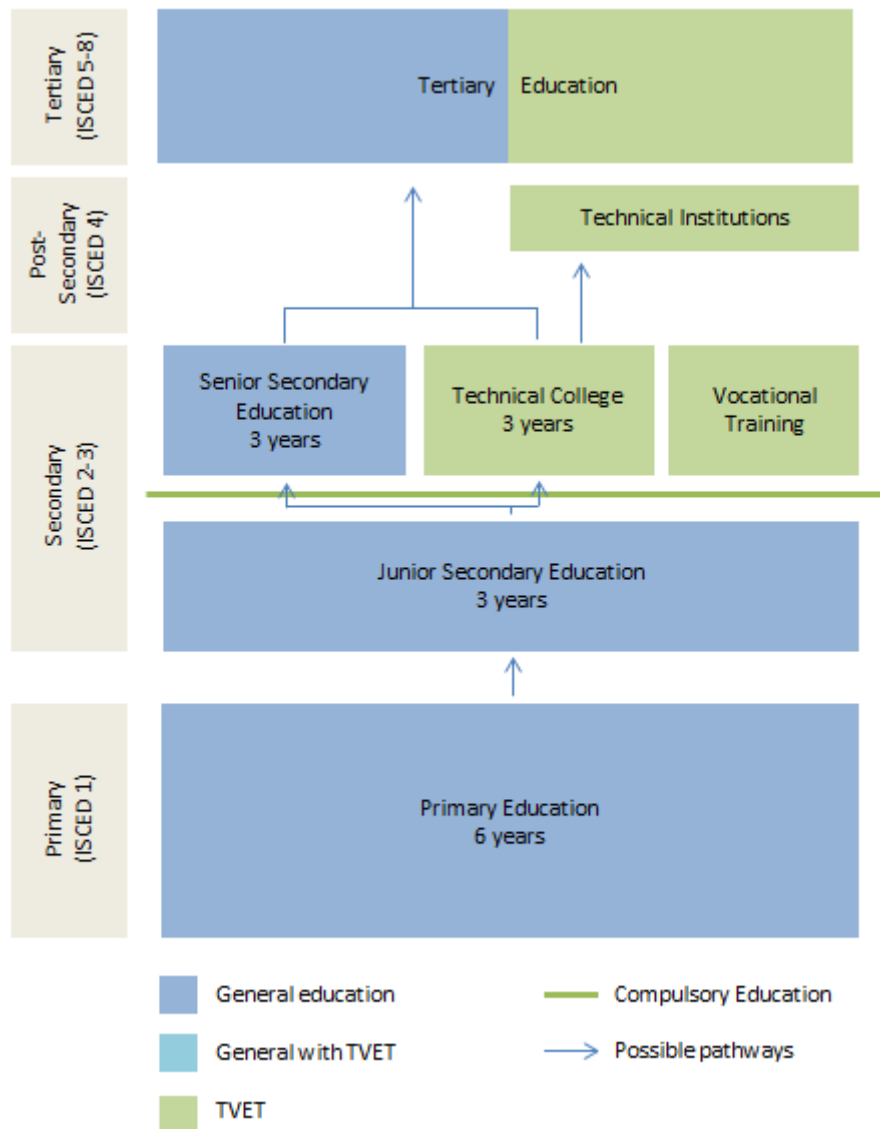 Tertiary
(ISCED 5-8)
Tertiary Education
Post-
Secondary
(ISCED 4)
Technical Institutions
Secondary
(ISCED 2-3)
Senior Secondary
Education
3 years
Technical College
3 years
Vocational
Training
Junior Secondary Education
3 years
Primary
(ISCED 1)
Primary Education
6 years
General education
Compulsory Education
General with TVET
Possible pathways
TVET